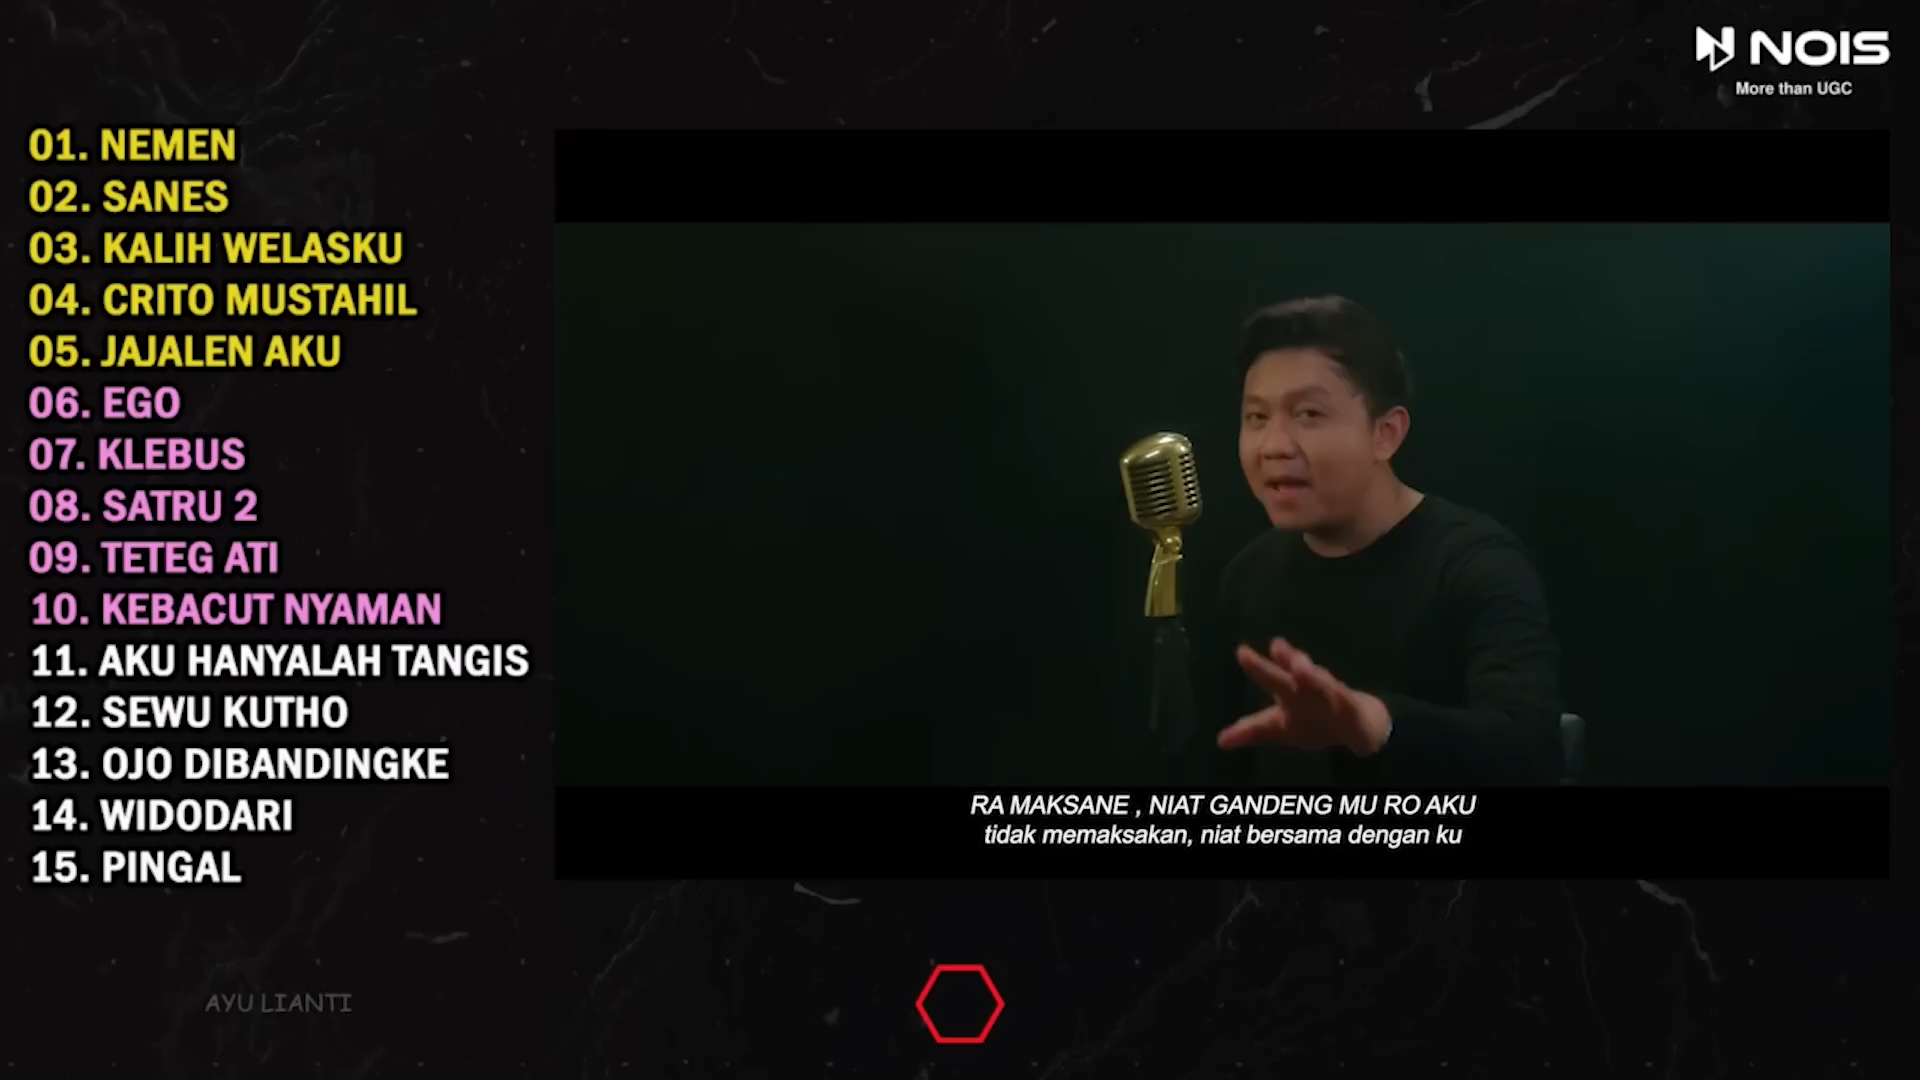 NOIS
More than UGC
01. NEMEN
02. SANES
03. KALIH WELASKU
04. CRITO MUSTAHIL
05. JAJALEN AKU
06. EGO
07. KLEBUS
08. SATRU 2
09. TETEG ATI
10. KEBACUT NYAMAN
11. AKU HANYALAH TANGIS
12. SEWU KUTHO
13. OJO DIBANDINGKE
14. WIDODARI
15. PINGAL
RA MAKSANE , NIAT GANDENG MU RO AKU
tidak memaksakan, niat bersama dengan ku
AYU LIANTI